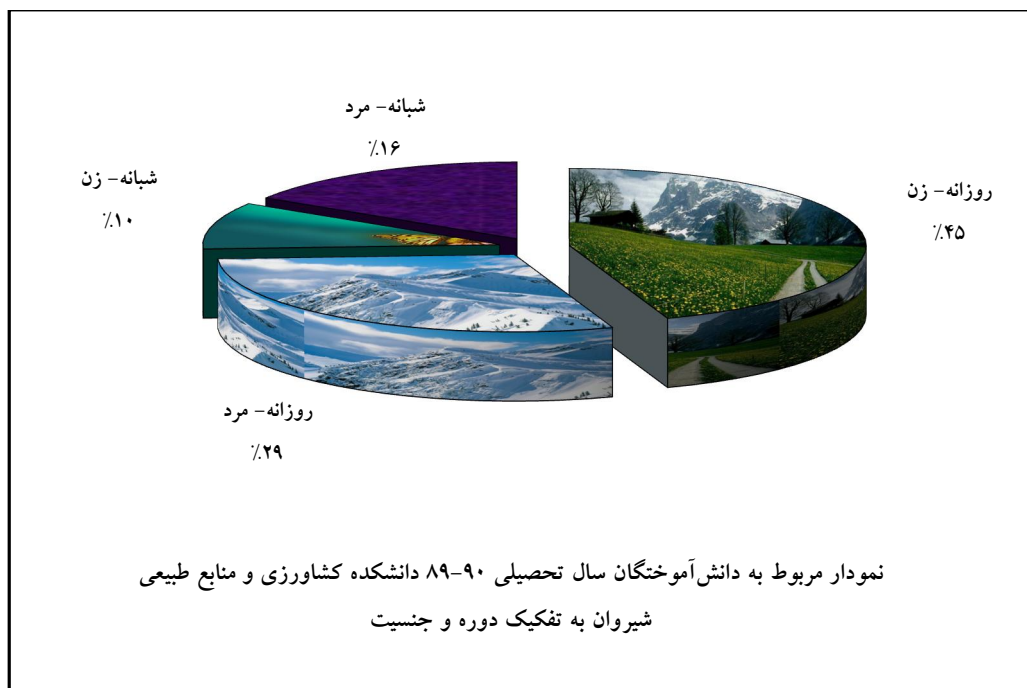 شبانه- مرد
٪۱۶
روزانه- زن
٪۴۵
شبانه- زن
٪۱۰
روزانه- مرد
٪۲۹
نمودار مربوط به دانش‌آموختگان سال تحصیلی ۹۰-۸۹ دانشکده کشاورزی و منابع طبیعی
شیروان به تفکیک دوره و جنسیت